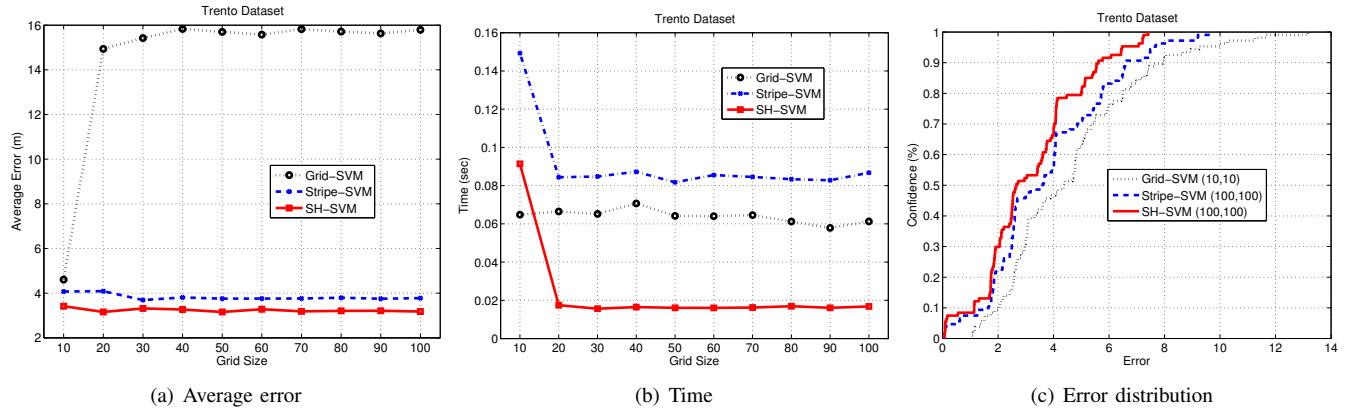 Trento Dataset
16
14
12
10
8
6
4
2
Average Error (m)
Grid−SVM
Stripe−SVM
SH−SVM
10 20 30 40 50 60 70 80 90 100
Grid Size
(a) Average error
Trento Dataset
0.16
0.14
0.12
0.1
0.08
0.06
0.04
0.02
0
Time (sec)
Grid−SVM
Stripe−SVM
SH−SVM
10 20 30 40 50 60 70 80 90 100
Grid Size
(b) Time
Trento Dataset
1
0.9
0.8
0.7
0.6
0.5
0.4
0.3
0.2
0.1
0
Confidence (%)
Grid−SVM (10,10)
Stripe−SVM (100,100)
SH−SVM (100,100)
0 2 4 6 8 10 12 14
Error
(c) Error distribution